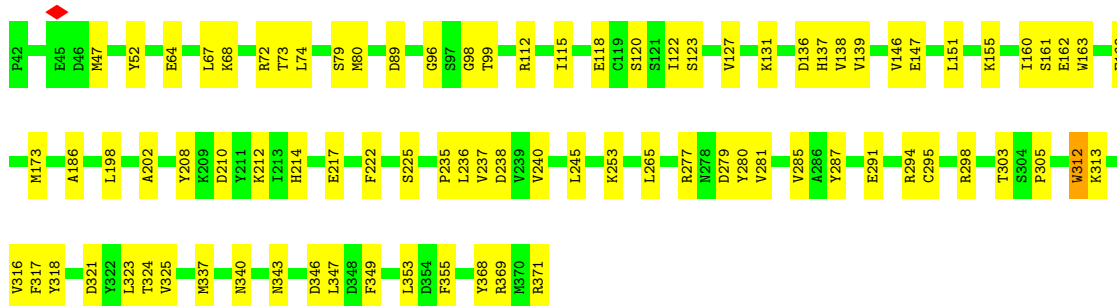 P42 E45 D46 M47 Y52 E64 L67 K68 R72 T73 L74 S79 M80 D89 G96 S97 G98 T99 R112 I115 E118 C119 S120 S121 I122 S123 V127 K131 D136 H137 V138 V139 V146 E147 L151 K155 I160 S161 E162 W163
M173 A186 L198 A202 Y208 K209 D210 Y211 K212 I213 H214 E217 F222 S225 P235 L236 V237 D238 V239 V240 L245 K253 L265 R277 N278 D279 Y280 V281 V285 A286 Y287 E291 R294 C295 R298 T303 S304 P305 W312 K313
V316 F317 Y318 D321 Y322 L323 T324 V325 M337 N340 N343 D346 L347 D348 F349 L353 D354 F355 Y368 R369 M370 R371